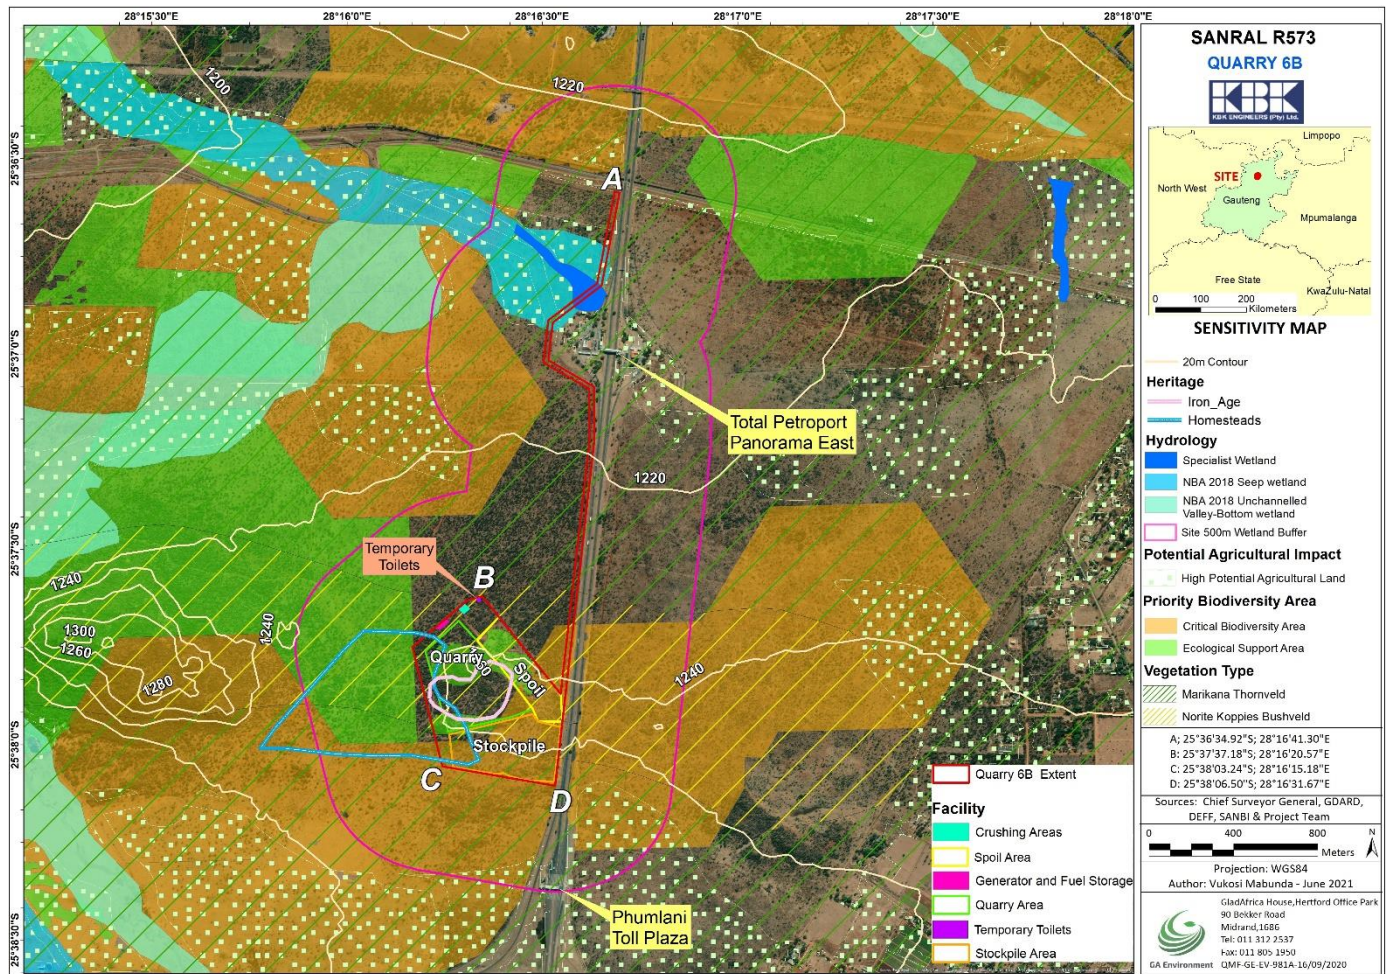 28°15'30"E
28°16'0"E
28°16'30"E
28°17'0"E
28°17'30"E
28°18'0"E
25°36'30"S
25°37'0"S
25°37'30"S
25°38'0"S
25°38'30"S
1200
1220
A
Total Petroport
Panorama East
1220
Temporary
Toilets
B
1240
1300
1260
1280
1240
Quarry
1260
Spoil
1240
Stockpile
C
D
Phumlani
Toll Plaza
Quarry 6B Extent
Facility
Crushing Areas
Spoil Area
Generator and Fuel Storage
Quarry Area
Temporary Toilets
Stockpile Area
SANRAL R573
QUARRY 6B
KBK
KBK ENGINEERS (Pty) Ltd.
Limpopo
SITE
North West
Gauteng
Mpumalanga
Free State
KwaZulu-Natal
0 100 200
Kilometers
SENSITIVITY MAP
20m Contour
Heritage
Iron_Age
Homesteads
Hydrology
Specialist Wetland
NBA 2018 Seep wetland
NBA 2018 Unchannelled
Valley-Bottom wetland
Site 500m Wetland Buffer
Potential Agricultural Impact
High Potential Agricultural Land
Priority Biodiversity Area
Critical Biodiversity Area
Ecological Support Area
Vegetation Type
Marikana Thornveld
Norite Koppies Bushveld
A; 25°36'34.92"S; 28°16'41.30"E
B: 25°37'37.18"S; 28°16'20.57"E
C: 25°38'03.24"S; 28°16'15.18"E
D: 25°38'06.50"S; 28°16'31.67"E
Sources: Chief Surveyor General, GDARD,
DEFF, SANBI & Project Team
0 400 800
Meters
N
Projection: WGS84
Author: Vukosi Mabunda - June 2021
GA Environment
GladAfrica House,Hertford Office Park
90 Bekker Road
Midrand,1686
Tel: 011 312 2537
Fax: 011 805 1950
QMF-GE-EV-981A-16/09/2020